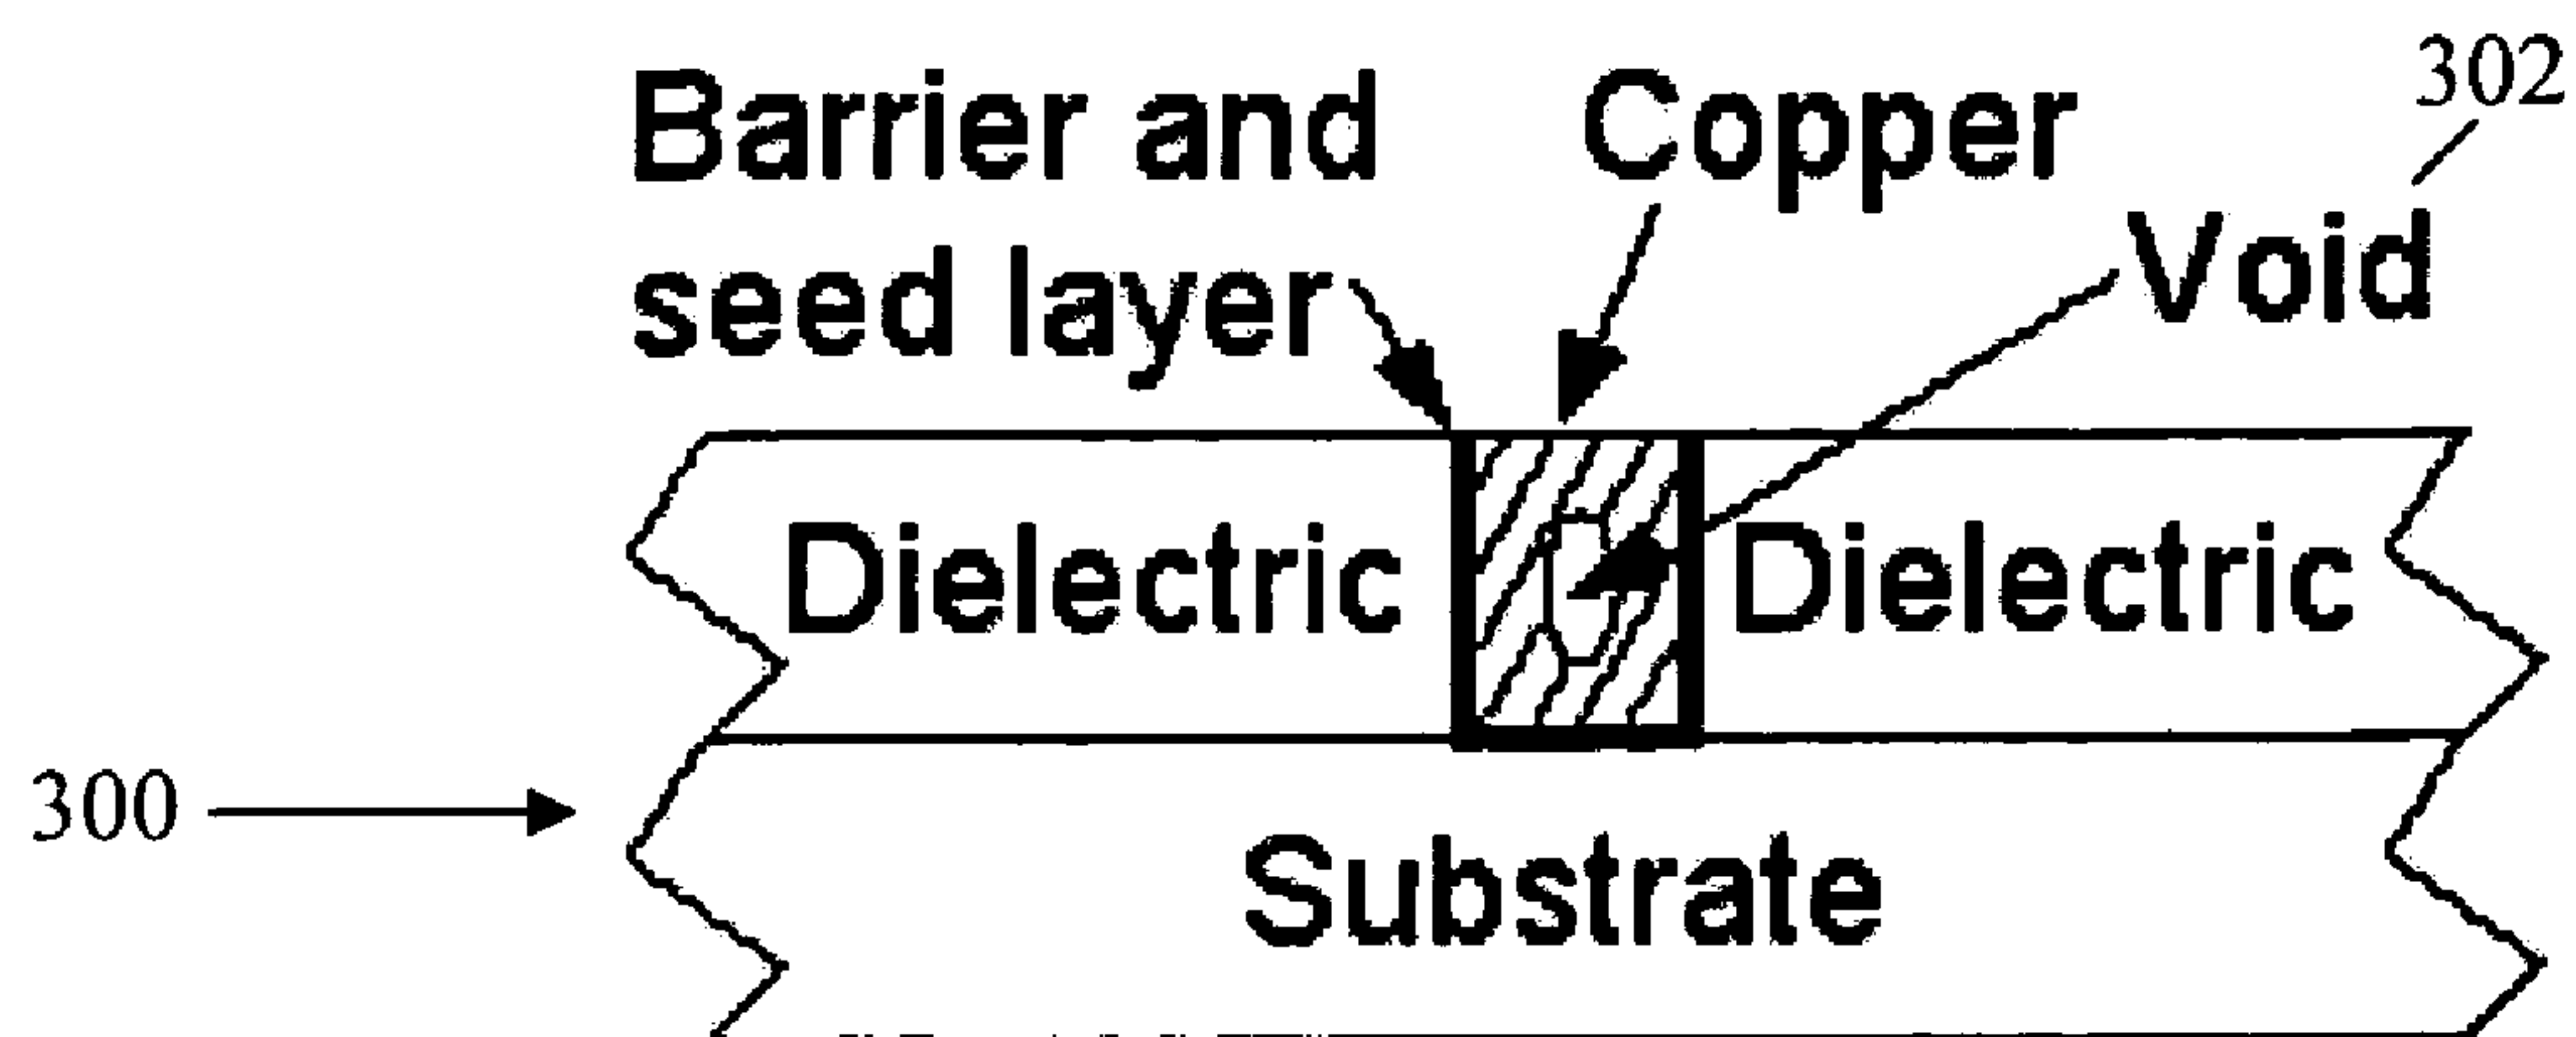 302
Barrier and
Copper
seed layer
Void
Dielectric
Dielectric
300
Substrate